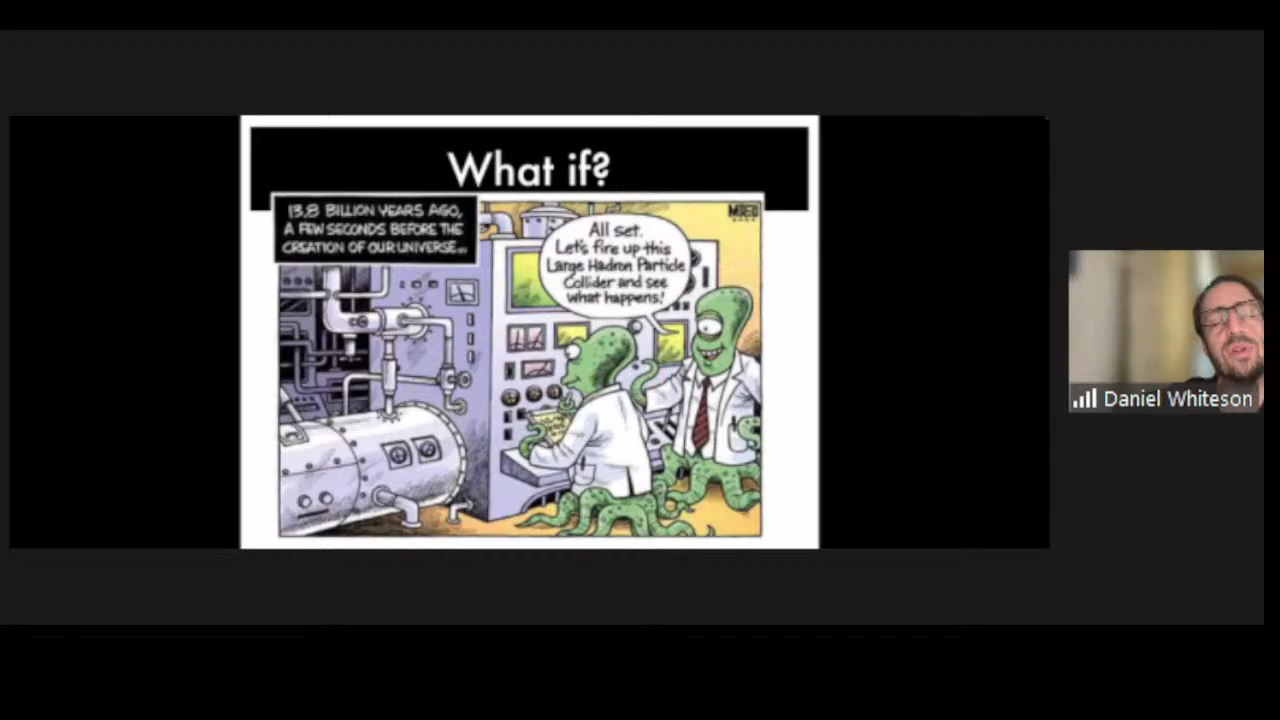 What if?
13.8 BILLION YEARS AGO,
A FEW SECONDS BEFORE THE
CREATION OF OUR UNIVERSE...
All set.
Let's fire up this
Large Hadron Particle
Collider and see
what happens!
Daniel Whiteson